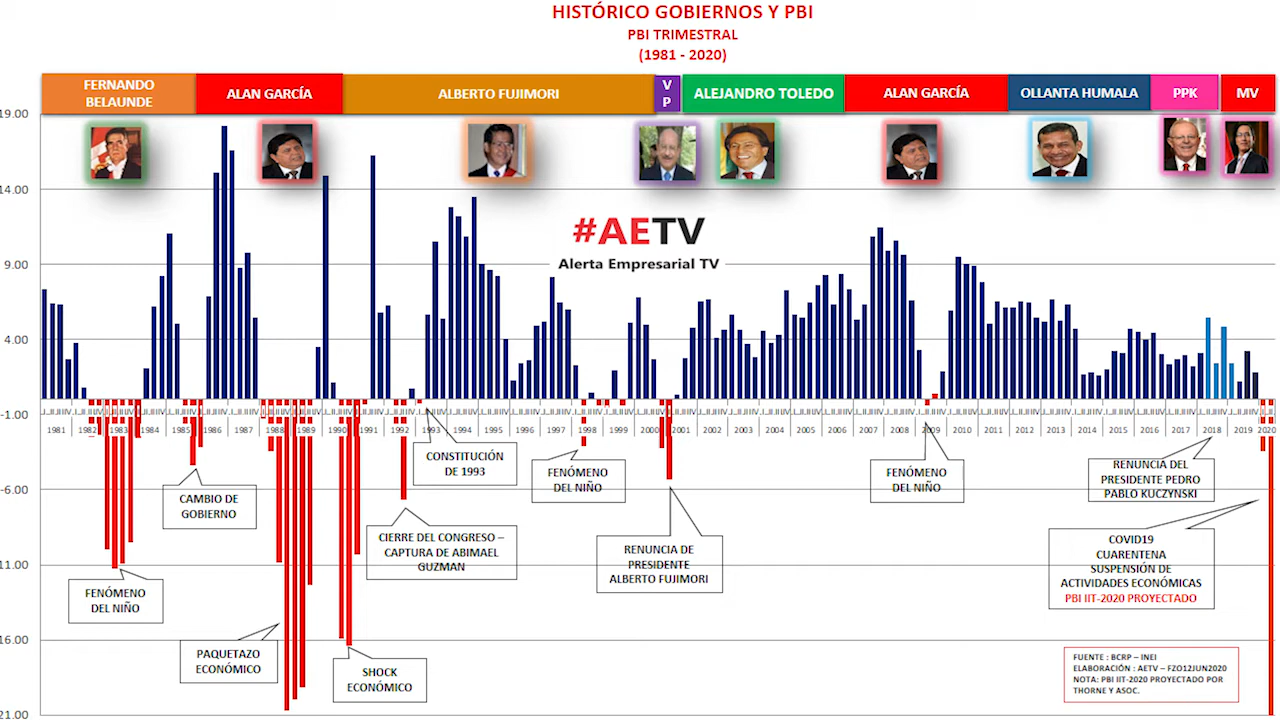 HISTÓRICO GOBIERNOS Y PBI
PBI TRIMESTRAL
(1981 - 2020)
FERNANDO
BELAUNDE
ALAN GARCÍA
ALBERTO FUJIMORI
V
P
ALEJANDRO TOLEDO
ALAN GARCÍA
OLLANTA HUMALA
PPK
MV
19.00
14.00
9.00
4.00
-1.00
-6.00
11.00
16.00
21.00
#AETV
Alerta Empresarial TV
1981 1982 1983 1984 1985 1986 1987 1988 1989 1990 1991 1992 1993 1994 1995 1996 1997 1998 1999 2000 2001 2002 2003 2004 2005 2006 2007 2008 2009 2010 2011 2012 2013 2014 2015 2016 2017 2018 2019 2020
CONSTITUCIÓN
DE 1993
FENÓMENO
DEL NIÑO
FENÓMENO
DEL NIÑO
RENUNCIA DEL
PRESIDENTE PEDRO
PABLO KUCZYNSKI
CAMBIO DE
GOBIERNO
CIERRE DEL CONGRESO –
CAPTURA DE ABIMAEL
GUZMAN
RENUNCIA DE
PRESIDENTE
ALBERTO FUJIMORI
COVID19
CUARENTENA
SUSPENSIÓN DE
ACTIVIDADES ECONÓMICAS
PBI IIT-2020 PROYECTADO
FENÓMENO
DEL NIÑO
PAQUETAZO
ECONÓMICO
SHOCK
ECONÓMICO
FUENTE : BCRP – INEI
ELABORACIÓN : AETV – FZO12JUN2020
NOTA: PBI IIT-2020 PROYECTADO POR
THORNE Y ASOC.